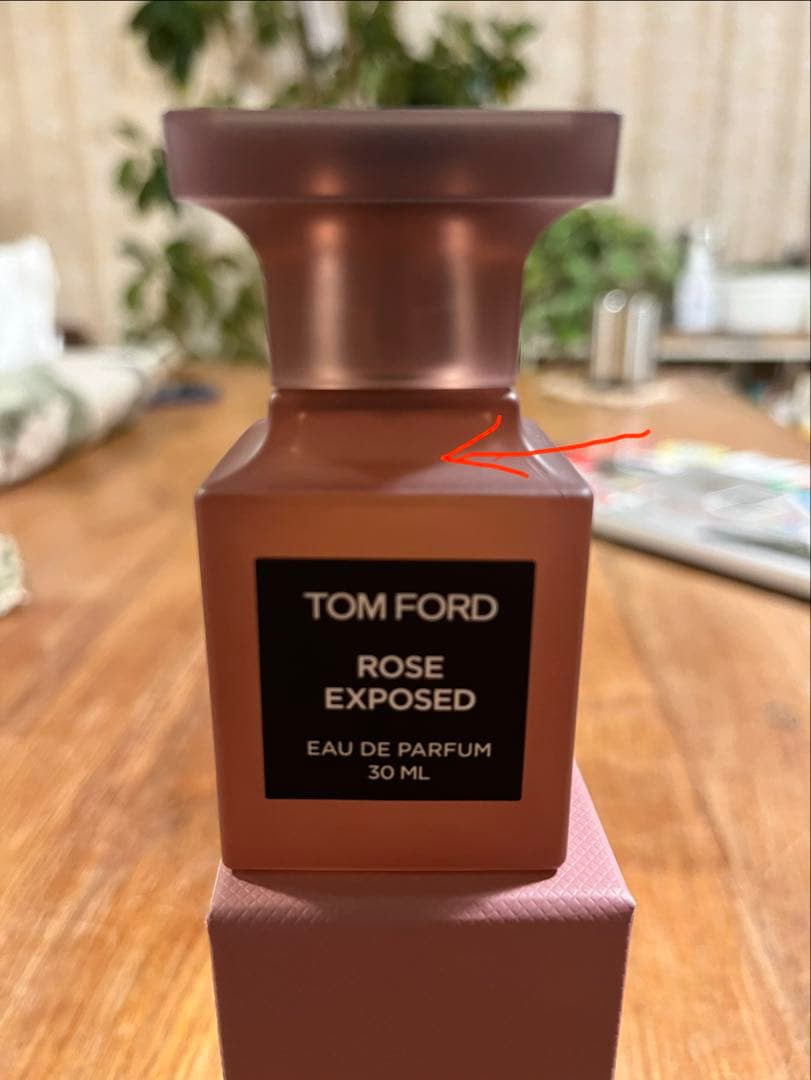 TOM FORD
ROSE
EXPOSED
EAU DE PARFUM
30 ML